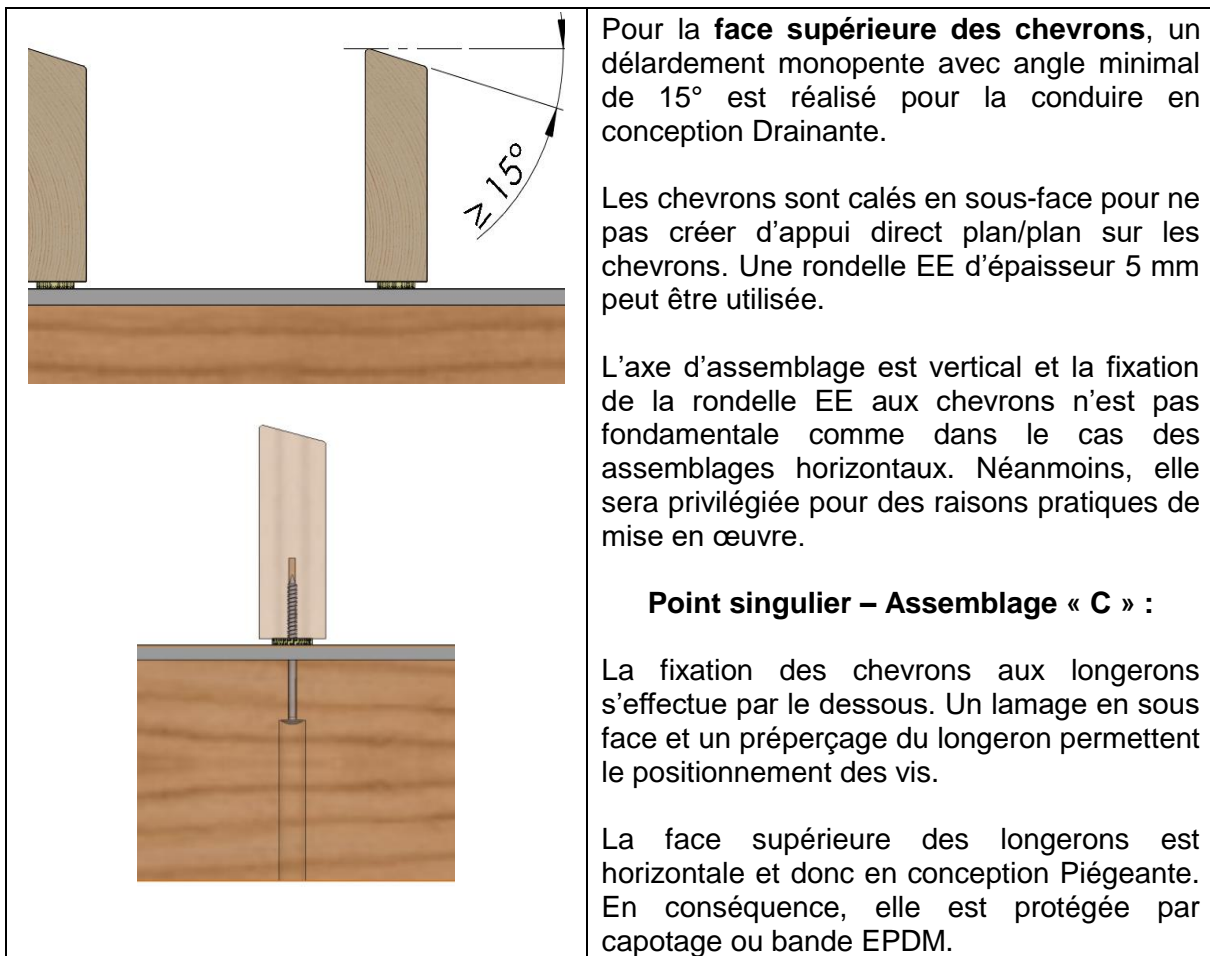 ≥ 15°
Pour la face supérieure des chevrons, un
délardement monopente avec angle minimal
de 15° est réalisé pour la conduire en
conception Drainante.
Les chevrons sont calés en sous-face pour ne
pas créer d’appui direct plan/plan sur les
chevrons. Une rondelle EE d’épaisseur 5 mm
peut être utilisée.
L’axe d’assemblage est vertical et la fixation
de la rondelle EE aux chevrons n’est pas
fondamentale comme dans le cas des
assemblages horizontaux. Néanmoins, elle
sera privilégiée pour des raisons pratiques de
mise en œuvre.
Point singulier – Assemblage « C » :
La fixation des chevrons aux longerons
s’effectue par le dessous. Un lamage en sous
face et un préperçage du longeron permettent
le positionnement des vis.
La face supérieure des longerons est
horizontale et donc en conception Piégeante.
En conséquence, elle est protégée par
capotage ou bande EPDM.